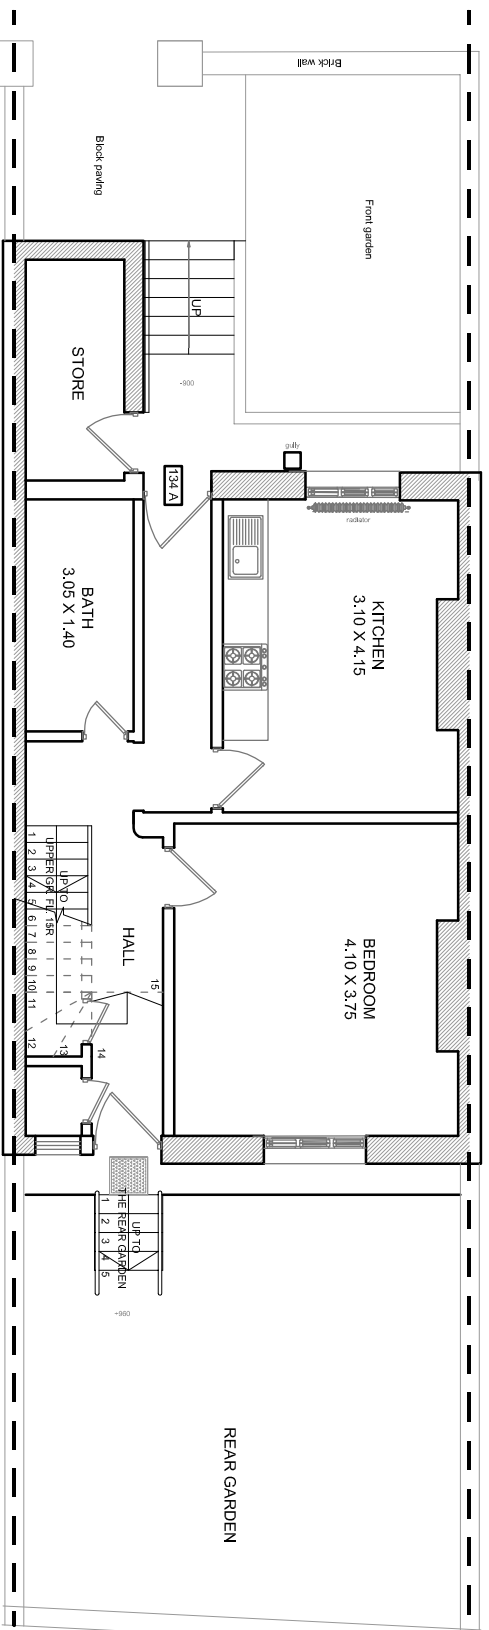 Brick wall
Block paving
Front garden
UP
-900
STORE
134 A
gully
radiator
KITCHEN
3.10 X 4.15
BATH
3.05 X 1.40
1 2 3 4 5 6 7 8 9 10 11 12 13 14 15
UP TO
UPPER GR. FL. 15R
HALL
BEDROOM
4.10 X 3.75
UP TO
THE REAR GARDEN
1 2 3 4 5
-960
REAR GARDEN